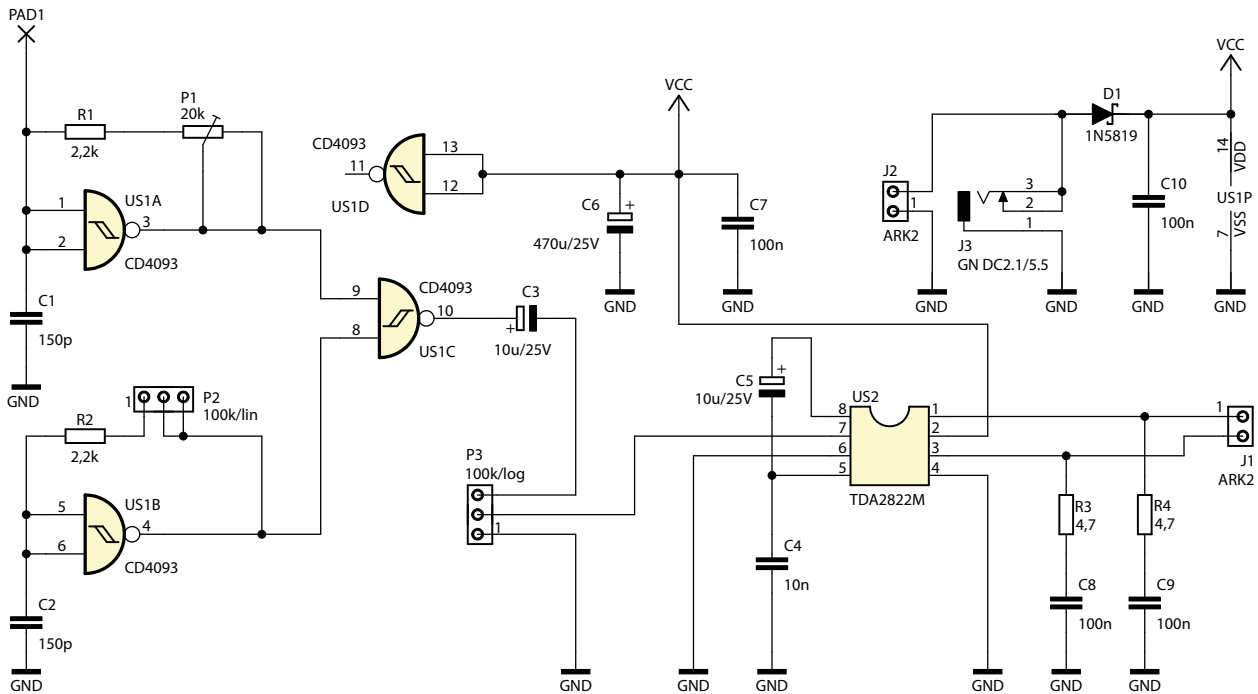 PAD1
R1
2,2k
P1
20k
1
2
3
US1A
CD4093
C1
150p
GND
CD4093
11
13
12
US1D
VCC
C6
+
470u/25V
GND
C7
100n
GND
J2
1
ARK2
GND
D1
1N5819
3
2
1
J3
GN DC2.1/5.5
GND
C10
100n
GND
VCC
14
VDD
US1P
7
VSS
GND
9
8
10
CD4093
US1C
C3
+
10u/25V
1
P2
100k/lin
R2
2,2k
5
6
4
US1B
CD4093
C2
150p
GND
P3
100k/log
1
GND
C5
+
10u/25V
US2
8
7
6
5
1
2
3
4
TDA2822M
GND
C4
10n
GND
GND
R3
4,7
C8
100n
GND
R4
4,7
C9
100n
GND
1
J1
ARK2